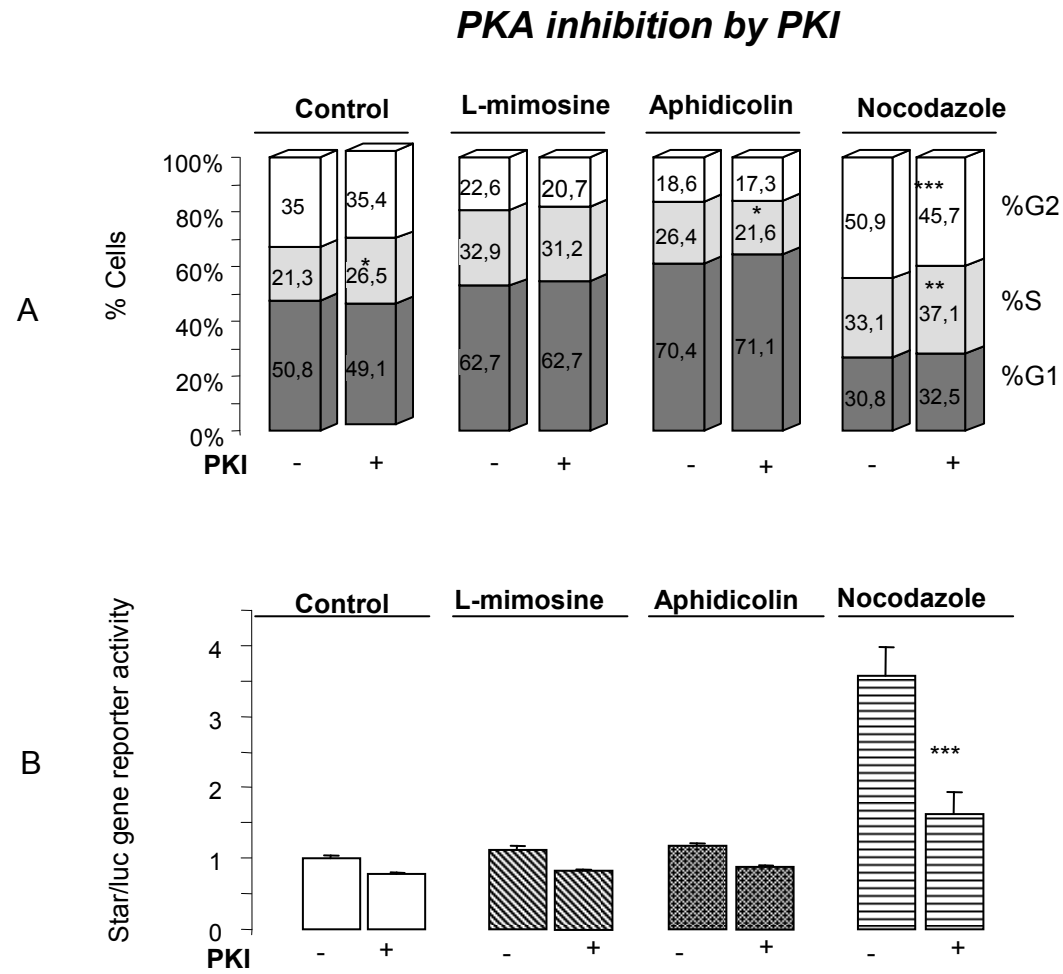 PKA inhibition by PKI
A
Control L-mimosine Aphidicolin Nocodazole
% Cells
100%
80%
60%
40%
20%
0%
35 35,4 22,6 20,7 18,6 17,3 50,9 *** 45,7 %G2
21,3 * 26,5 32,9 31,2 26,4 * 21,6 33,1 ** 37,1 %S
50,8 49,1 62,7 62,7 70,4 71,1 30,8 32,5 %G1
PKI - + - + - + - +
B
Control L-mimosine Aphidicolin Nocodazole
Star/luc gene reporter activity
4
3
2
1
0
***
PKI - + - + - + - +